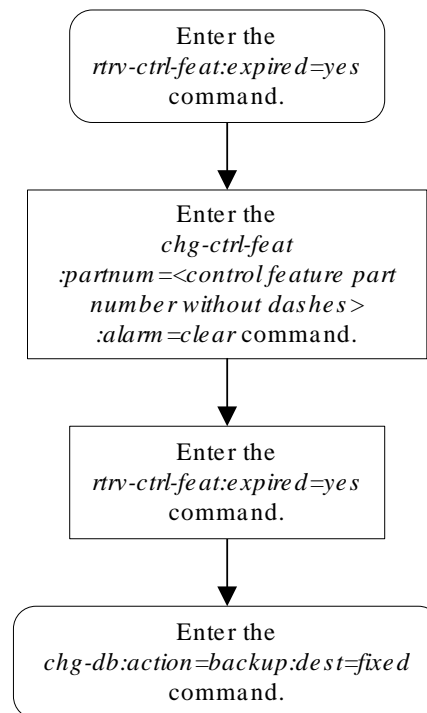 Enter the
rtrv-ctrl-feat:expired=yes
command.
Enter the
chg-ctrl-feat
:partnum=<control feature part
number without dashes>
:alarm=clear command.
Enter the
rtrv-ctrl-feat:expired=yes
command.
Enter the
chg-db:action=backup:dest=fixed
command.